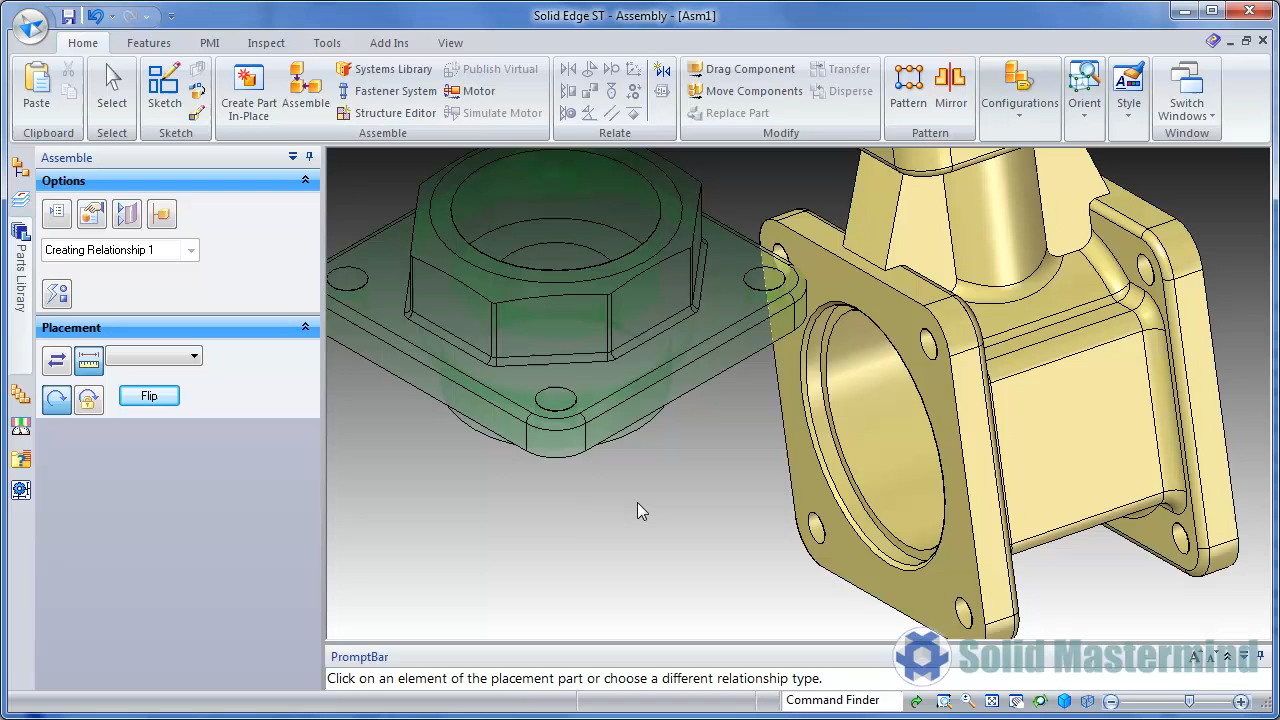 Solid Edge ST - Assembly - [Asm1]
Home Features PMI Inspect Tools Add Ins View
Paste
Clipboard
Select
Select
Sketch
Sketch
Create Part In-Place
Assemble
Systems Library
Fastener Syste
Structure Editor
Publish Virtual
Motor
Simulate Motor
Assemble
Relate
Drag Component
Move Components
Replace Part
Transfer
Disperse
Modify
Pattern
Mirror
Pattern
Configurations
Orient
Style
Switch Windows
Window
Assemble
Options
Creating Relationship 1
Placement
Flip
Parts Library
PromptBar
Click on an element of the placement part or choose a different relationship type.
Command Finder
Solid Mastermind